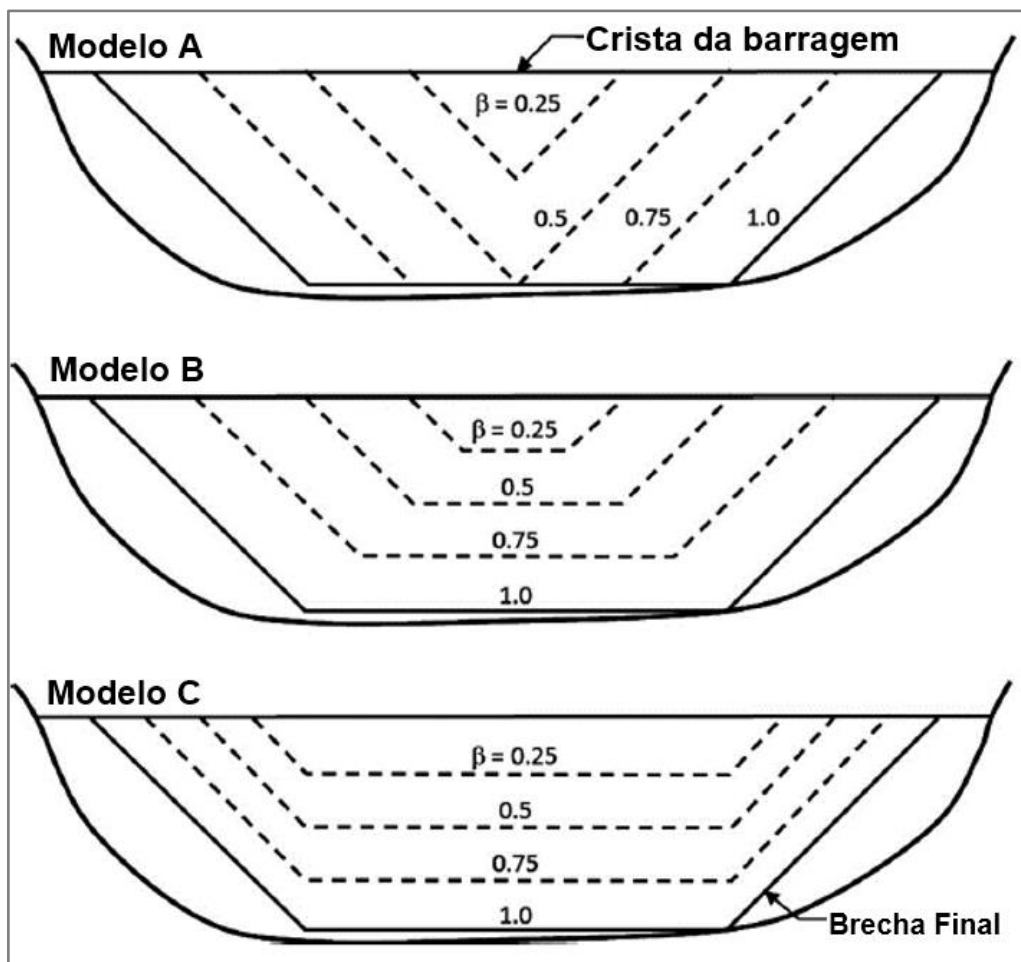 Modelo A
Crista da barragem
β = 0.25
0.5
0.75
1.0
Modelo B
β = 0.25
0.5
0.75
1.0
Modelo C
β = 0.25
0.5
0.75
1.0
Brecha Final